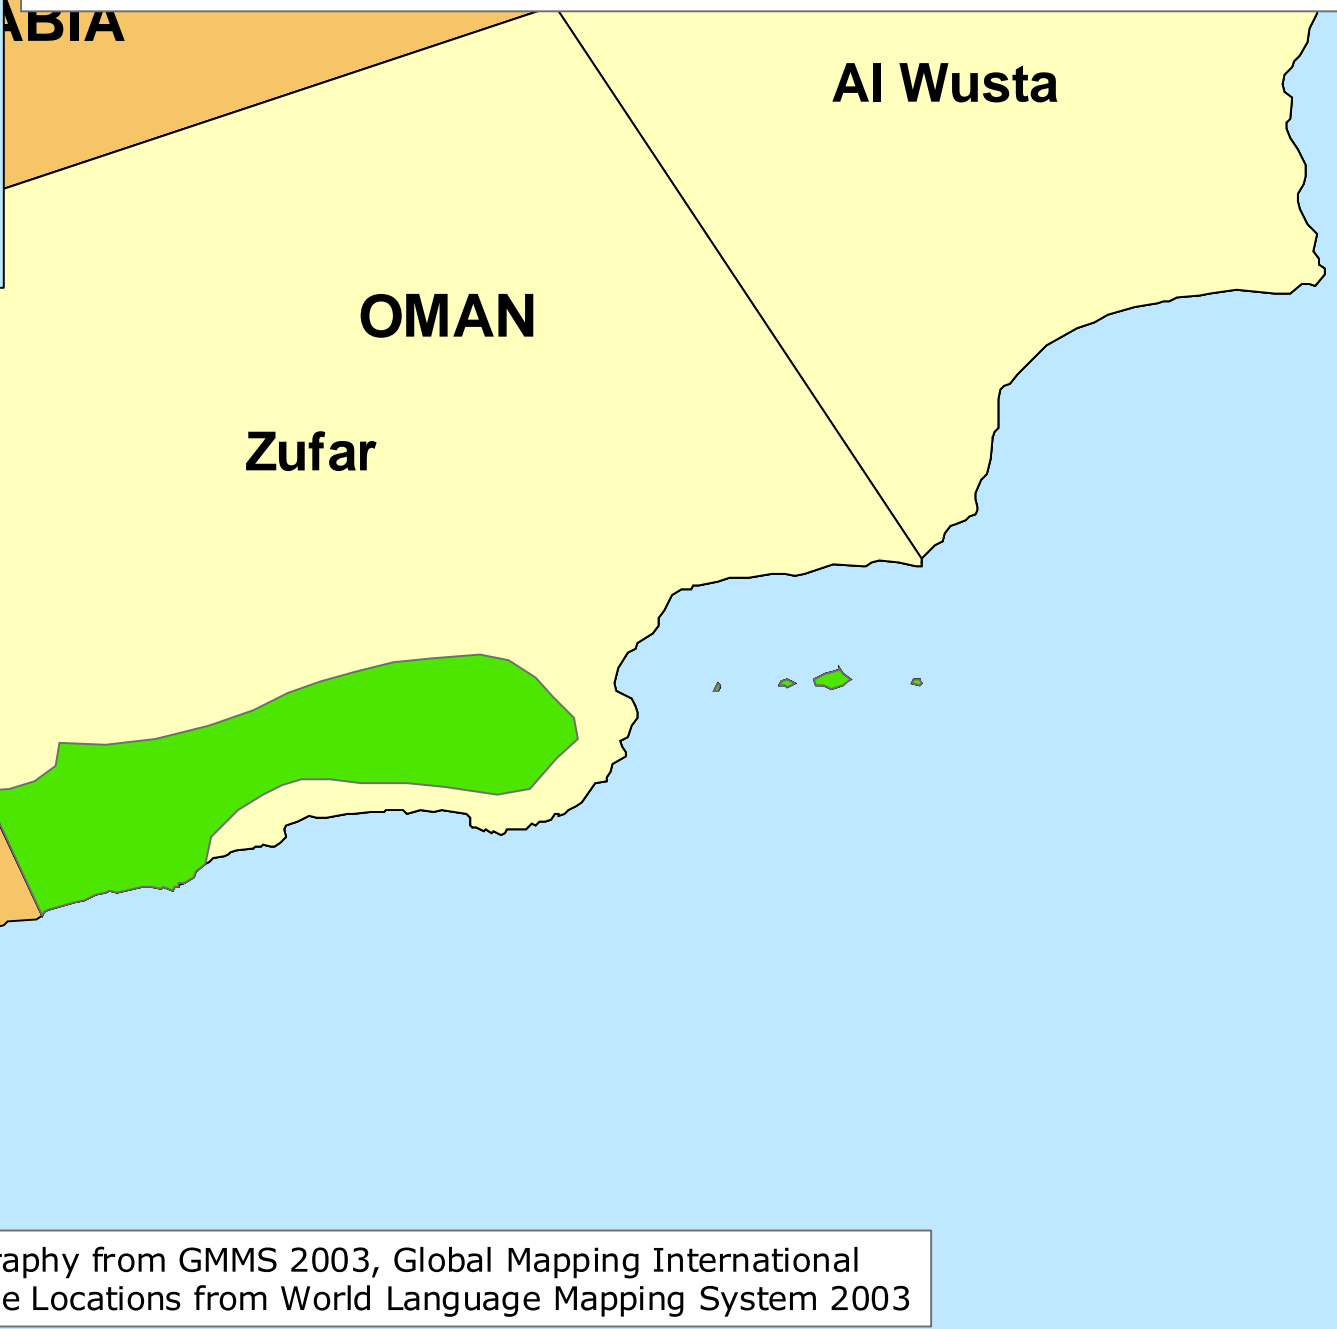 ABIA
Al Wusta
OMAN
Zufar
raphy from GMMS 2003, Global Mapping International
e Locations from World Language Mapping System 2003